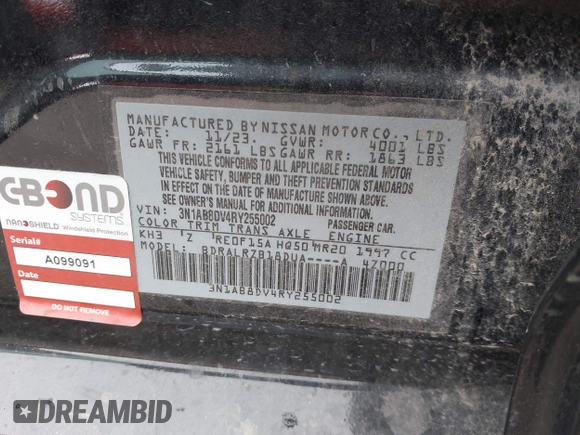 MANUFACTURED BY NISSAN MOTOR CO., LTD.
DATE: 11/23 GVWR: 4001 LBS
GAWR FR: 2161 LBS GAWR RR: 1863 LBS
THIS VEHICLE CONFORMS TO ALL APPLICABLE FEDERAL MOTOR
VEHICLE SAFETY, BUMPER, AND THEFT PREVENTION STANDARDS
IN EFFECT ON THE DATE OF MANUFACTURE SHOWN ABOVE.
SEE OWNER'S MANUAL FOR ADDITIONAL INFORMATION.
VIN: 3N1AB8DV4RY255002 PASSENGER CAR.
COLOR TRIM TRANS AXLE ENGINE
KH3 Z RE0F15A HQ50 MR20 1997 CC
MODEL: BDRALRZB18DUA----A 47000
3N1AB8DV4RY255002
C-BOND
SYSTEMS
NANOSHIELD Windshield Protection
Serial#
A099091
DO NOT REMOVE
DREAMBID